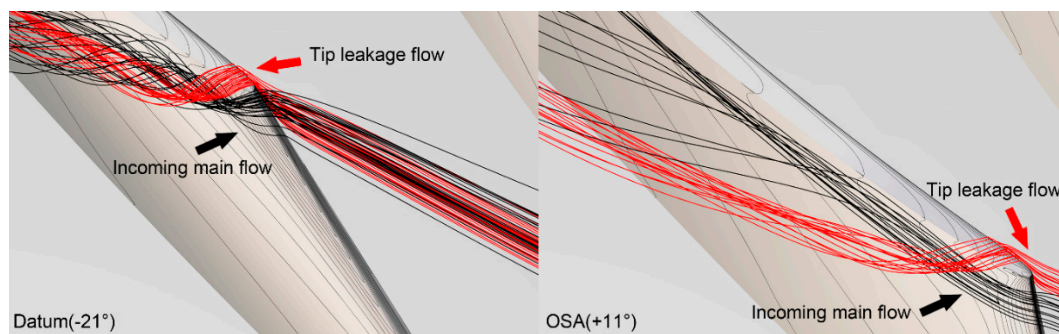 Tip leakage flow
Incoming main flow
Datum(-21°)
Tip leakage flow
Incoming main flow
OSA(+11°)